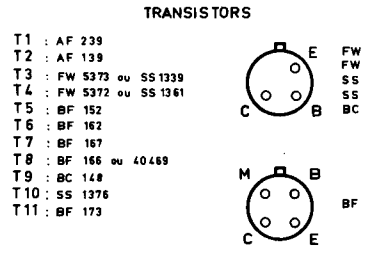 TRANSISTORS
T1 : AF 239
T2 : AF 139
T3 : FW 5373 ou SS 1339
T4 : FW 5372 ou SS 1361
T5 : BF 152
T6 : BF 162
T7 : BF 167
T8 : BF 166 ou 40469
T9 : BC 148
T10 : SS 1376
T11 : BF 173
E
C
B
FW
FW
SS
SS
BC
M
B
C
E
BF